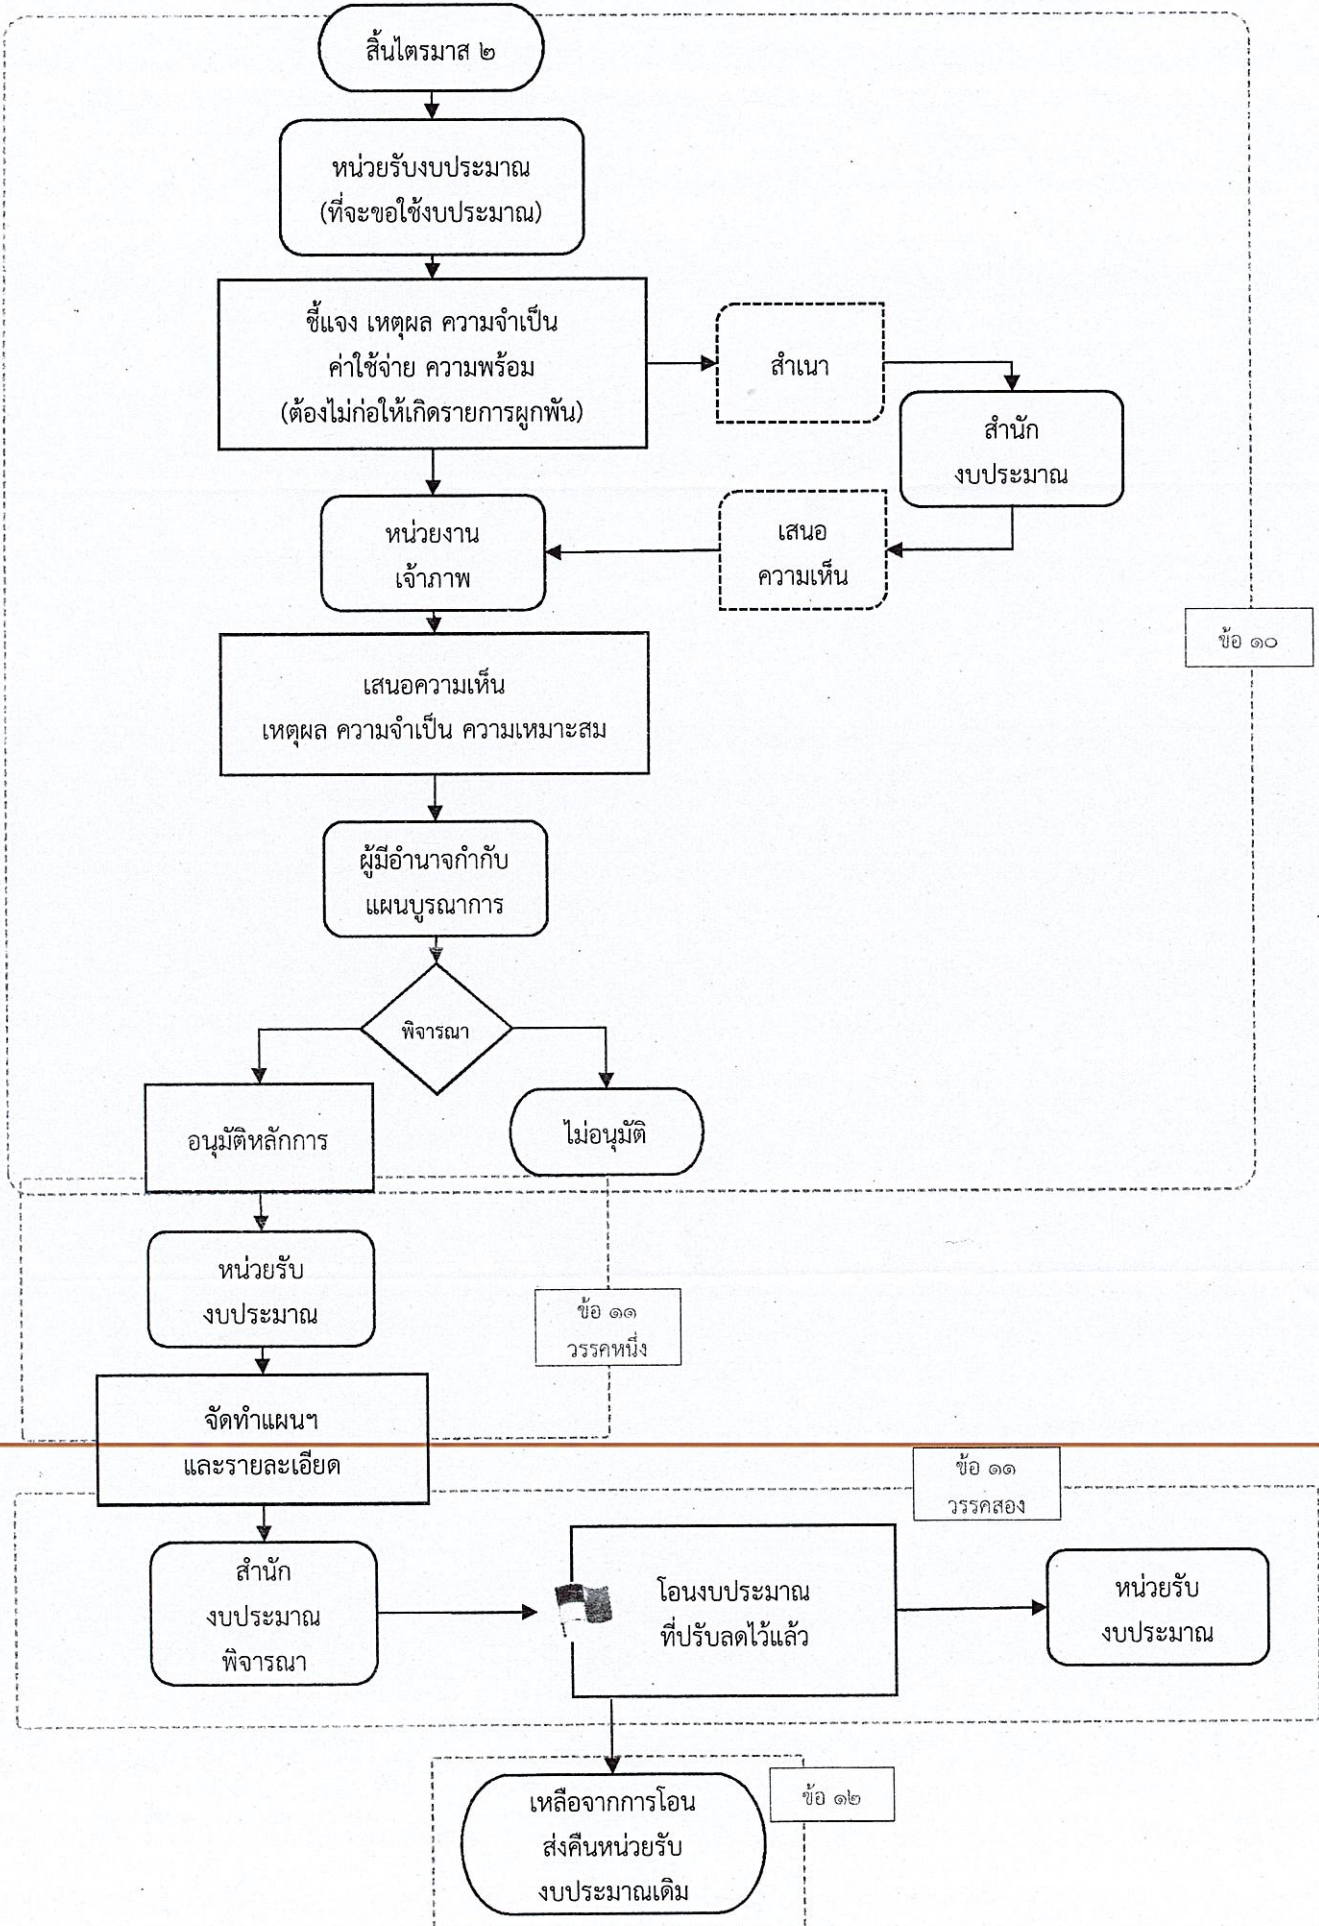 สิ้นไตรมาส ๒
หน่วยรับงบประมาณ
(ที่จะขอใช้งบประมาณ)
ชี้แจง เหตุผล ความจำเป็น
ค่าใช้จ่าย ความพร้อม
(ต้องไม่ก่อให้เกิดรายการผูกพัน)
สำเนา
สำนัก
งบประมาณ
หน่วยงาน
เจ้าภาพ
เสนอ
ความเห็น
ข้อ ๑๐
เสนอความเห็น
เหตุผล ความจำเป็น ความเหมาะสม
ผู้มีอำนาจกำกับ
แผนบูรณาการ
พิจารณา
อนุมัติหลักการ
ไม่อนุมัติ
หน่วยรับ
งบประมาณ
ข้อ ๑๑
วรรคหนึ่ง
จัดทำแผนฯ
และรายละเอียด
ข้อ ๑๑
วรรคสอง
สำนัก
งบประมาณ
พิจารณา
โอนงบประมาณ
ที่ปรับลดไว้แล้ว
หน่วยรับ
งบประมาณ
เหลือจากการโอน
ส่งคืนหน่วยรับ
งบประมาณเดิม
ข้อ ๑๒